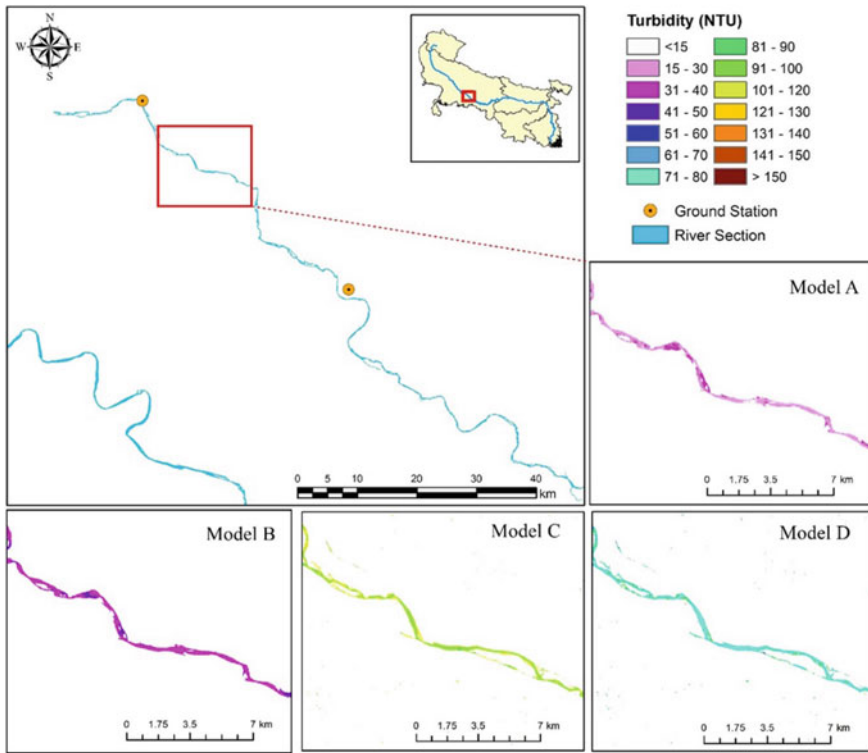 N
W E
S
Turbidity (NTU)
<15
15 - 30
31 - 40
41 - 50
51 - 60
61 - 70
71 - 80
81 - 90
91 - 100
101 - 120
121 - 130
131 - 140
141 - 150
> 150
Ground Station
River Section
0 10 20 30 40
km
Model A
0 1.75 3.5 7 km
Model B
0 1.75 3.5 7 km
Model C
0 1.75 3.5 7 km
Model D
0 1.75 3.5 7 km